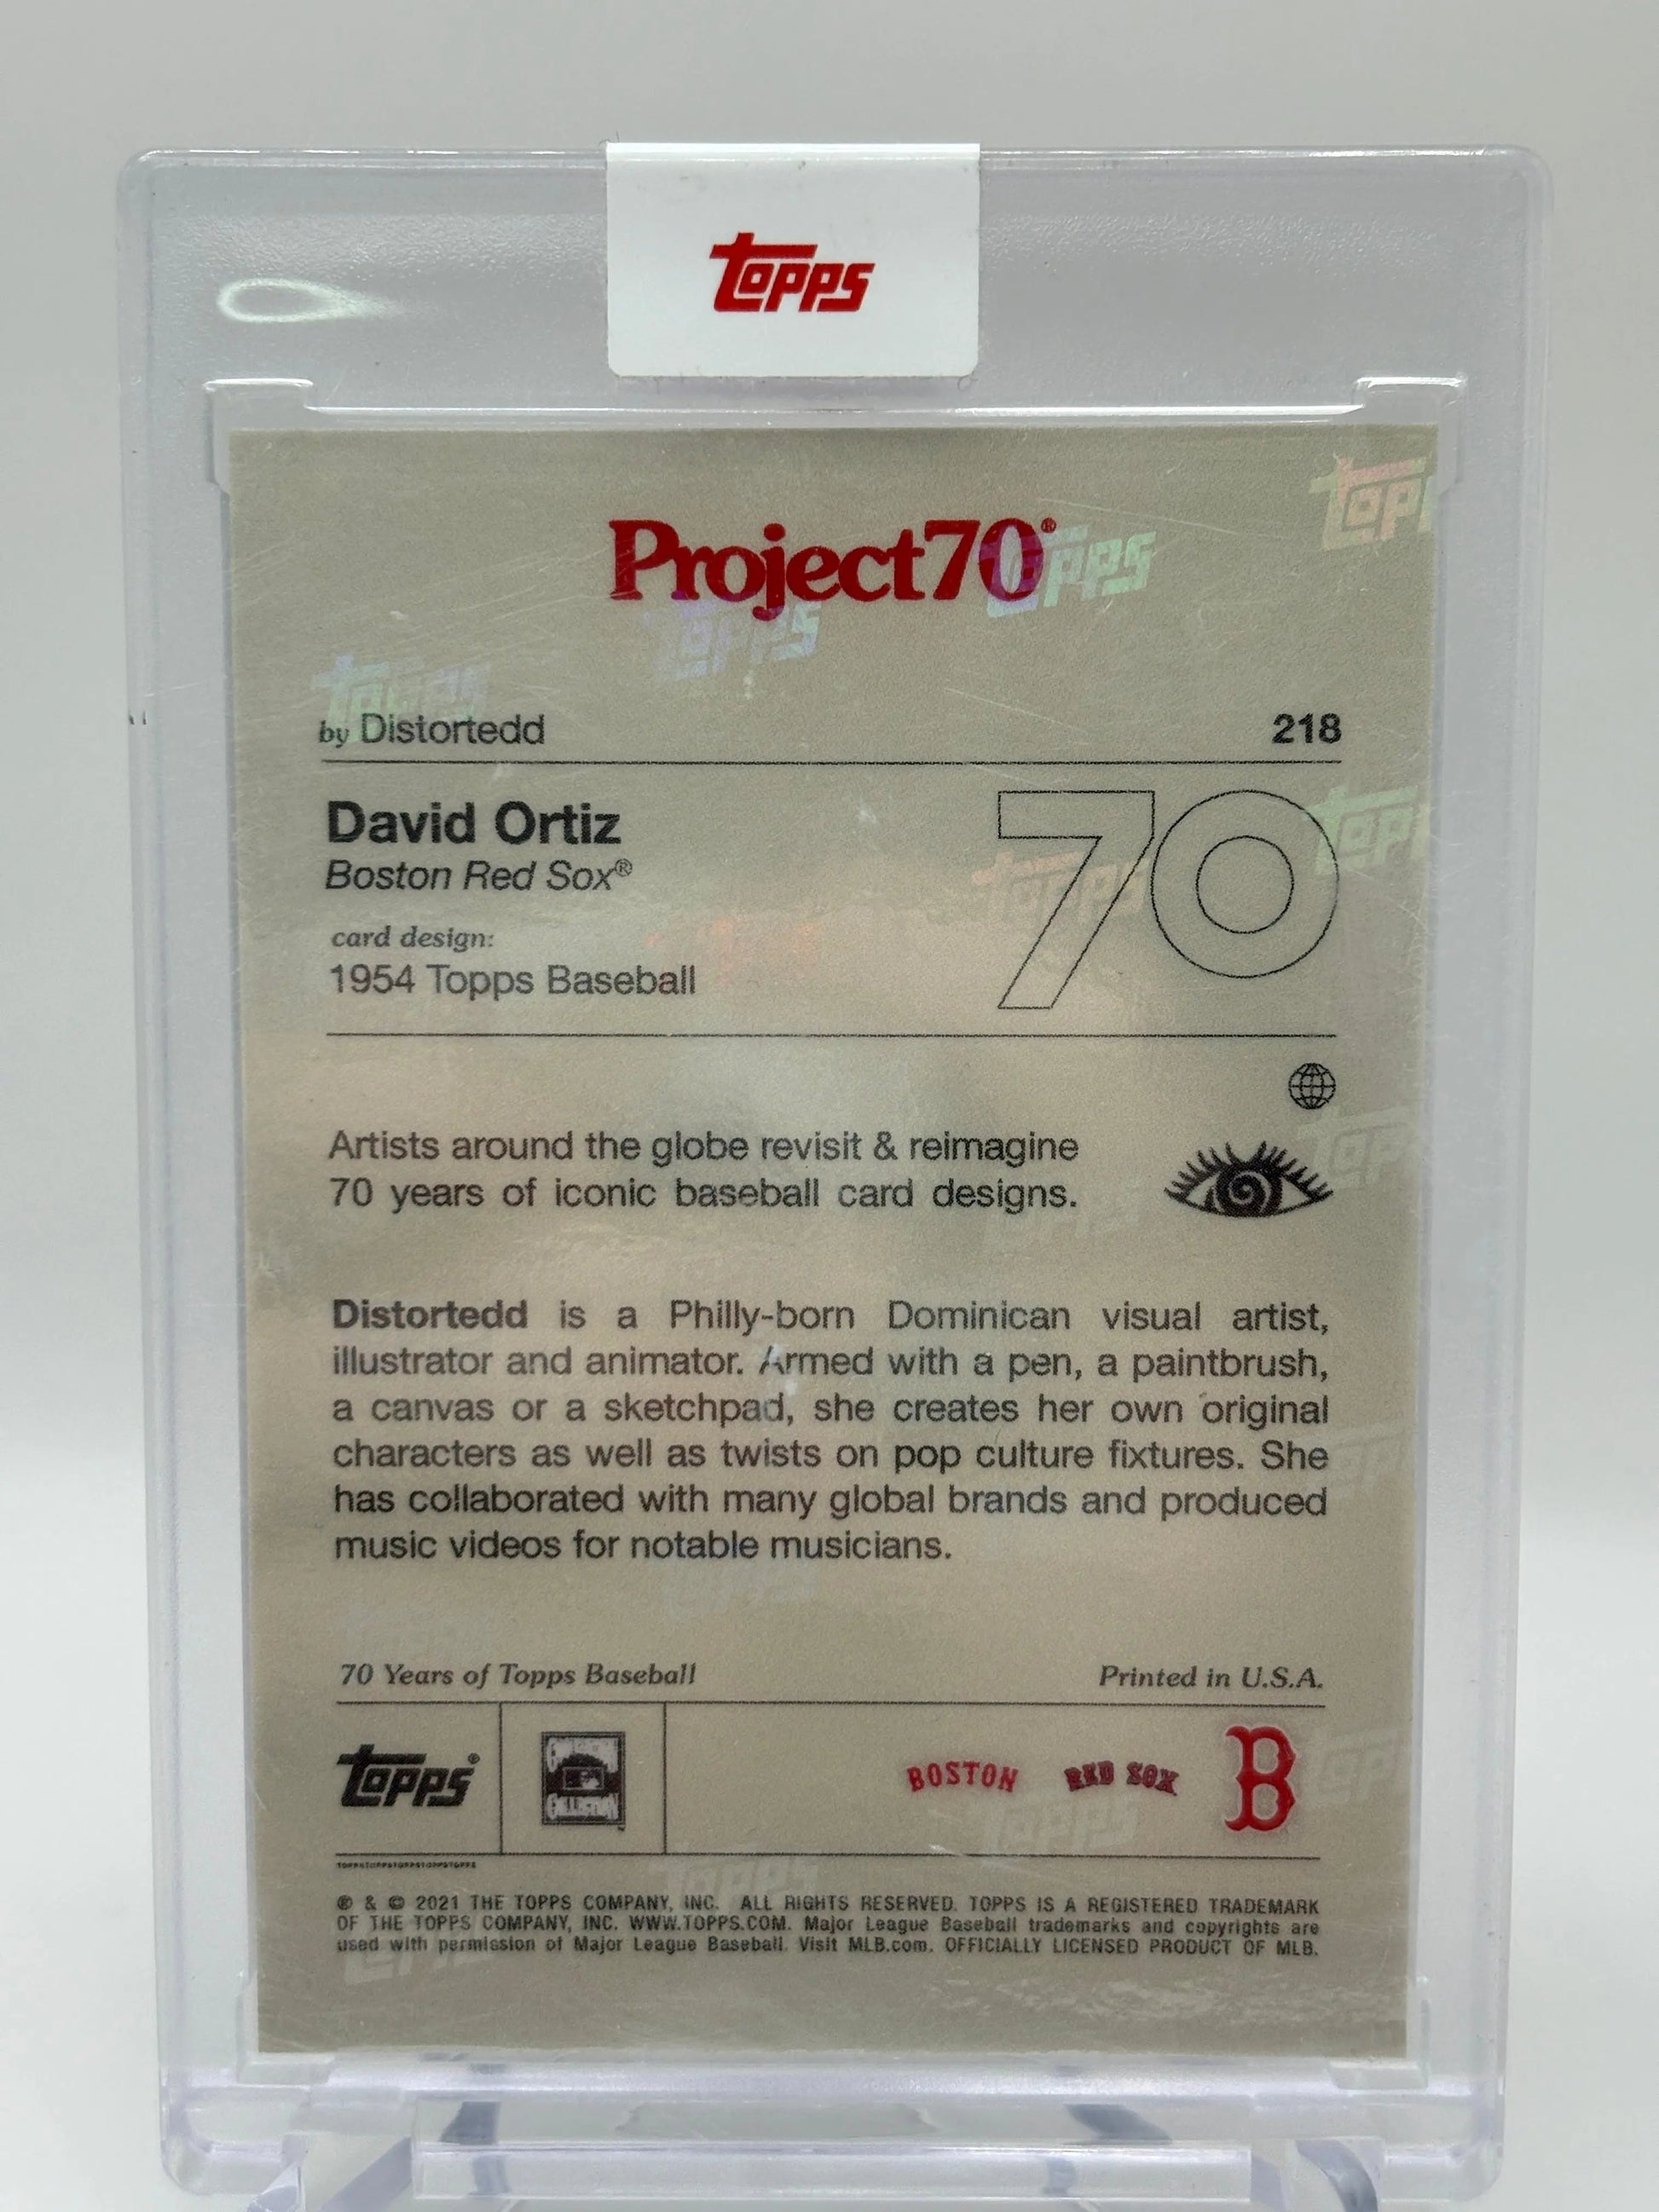 Topps
Project70®
by Distortedd
218
David Ortiz
Boston Red Sox®
card design:
1954 Topps Baseball
70
Artists around the globe revisit & reimagine
70 years of iconic baseball card designs.
Distortedd is a Philly-born Dominican visual artist,
illustrator and animator. Armed with a pen, a paintbrush,
a canvas or a sketchpad, she creates her own original
characters as well as twists on pop culture fixtures. She
has collaborated with many global brands and produced
music videos for notable musicians.
70 Years of Topps Baseball
Printed in U.S.A.
Topps®
COLLECTION
BOSTON RED SOX B
® & © 2021 THE TOPPS COMPANY, INC. ALL RIGHTS RESERVED. TOPPS IS A REGISTERED TRADEMARK
OF THE TOPPS COMPANY, INC. WWW.TOPPS.COM. Major League Baseball trademarks and copyrights are
used with permission of Major League Baseball. Visit MLB.com. OFFICIALLY LICENSED PRODUCT OF MLB.